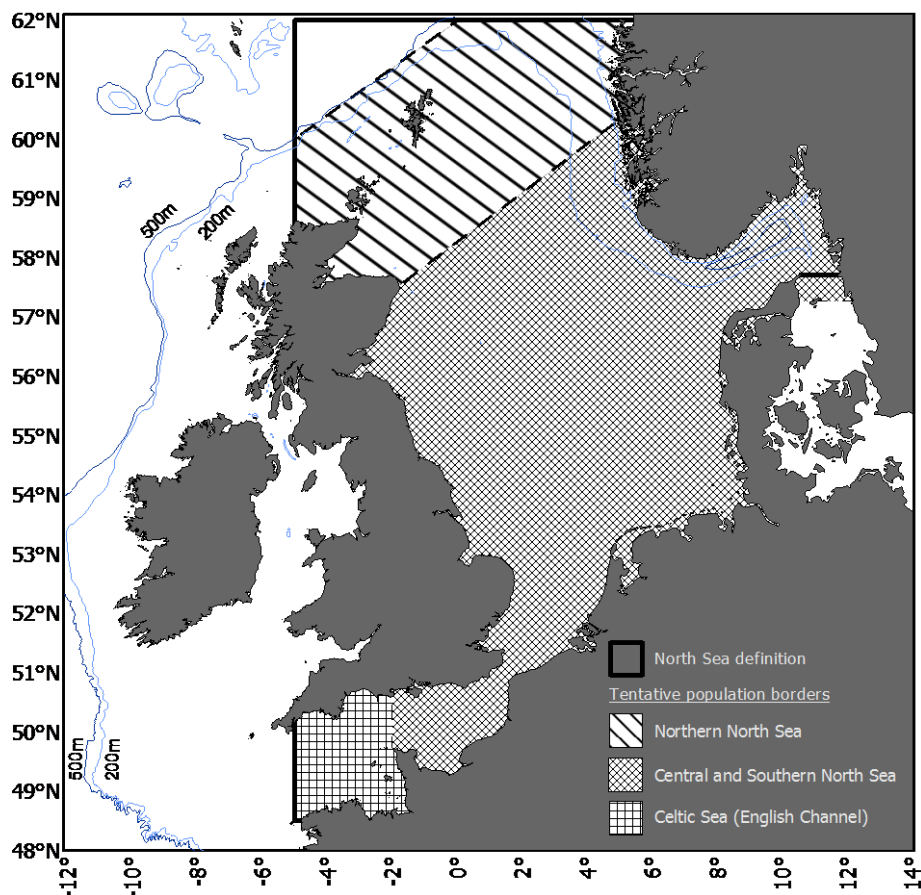 62°N
61°N
60°N
59°N
58°N
57°N
56°N
55°N
54°N
53°N
52°N
51°N
50°N
49°N
48°N
500m
200m
500m
200m
North Sea definition
Tentative population borders
Northern North Sea
Central and Southern North Sea
Celtic Sea (English Channel)
-12°
-10°
-8°
-6°
-4°
-2°
0°
2°
4°
6°
8°
10°
12°
14°